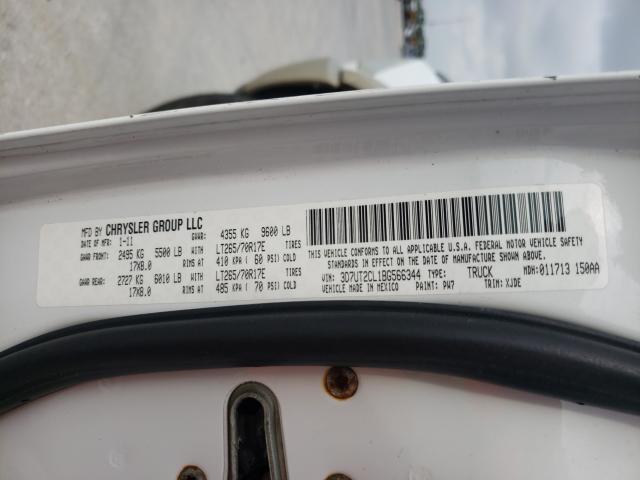 MFD BY CHRYSLER GROUP LLC
DATE OF MFR: 1-11 GVWR: 4355 KG 9600 LB
GAWR FRONT: 2495 KG 5500 LB WITH LT265/70R17E TIRES
17X8.0 RIMS AT 410 KPA ( 60 PSI) COLD
GAWR REAR: 2727 KG 6010 LB WITH LT265/70R17E TIRES
17X8.0 RIMS AT 485 KPA ( 70 PSI) COLD
THIS VEHICLE CONFORMS TO ALL APPLICABLE U.S.A. FEDERAL MOTOR VEHICLE SAFETY
STANDARDS IN EFFECT ON THE DATE OF MANUFACTURE SHOWN ABOVE.
VIN: 3D7UT2CL1BG566344 TYPE: TRUCK MDH: 011713 150AA
VEHICLE MADE IN MEXICO PAINT: PW7 TRIM: XJDE